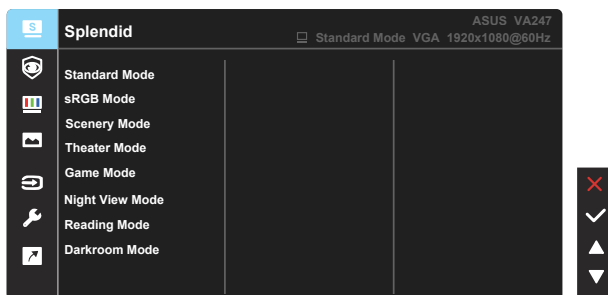 S
Splendid
ASUS VA247
Standard Mode VGA 1920x1080@60Hz
Standard Mode
sRGB Mode
Scenery Mode
Theater Mode
Game Mode
Night View Mode
Reading Mode
Darkroom Mode